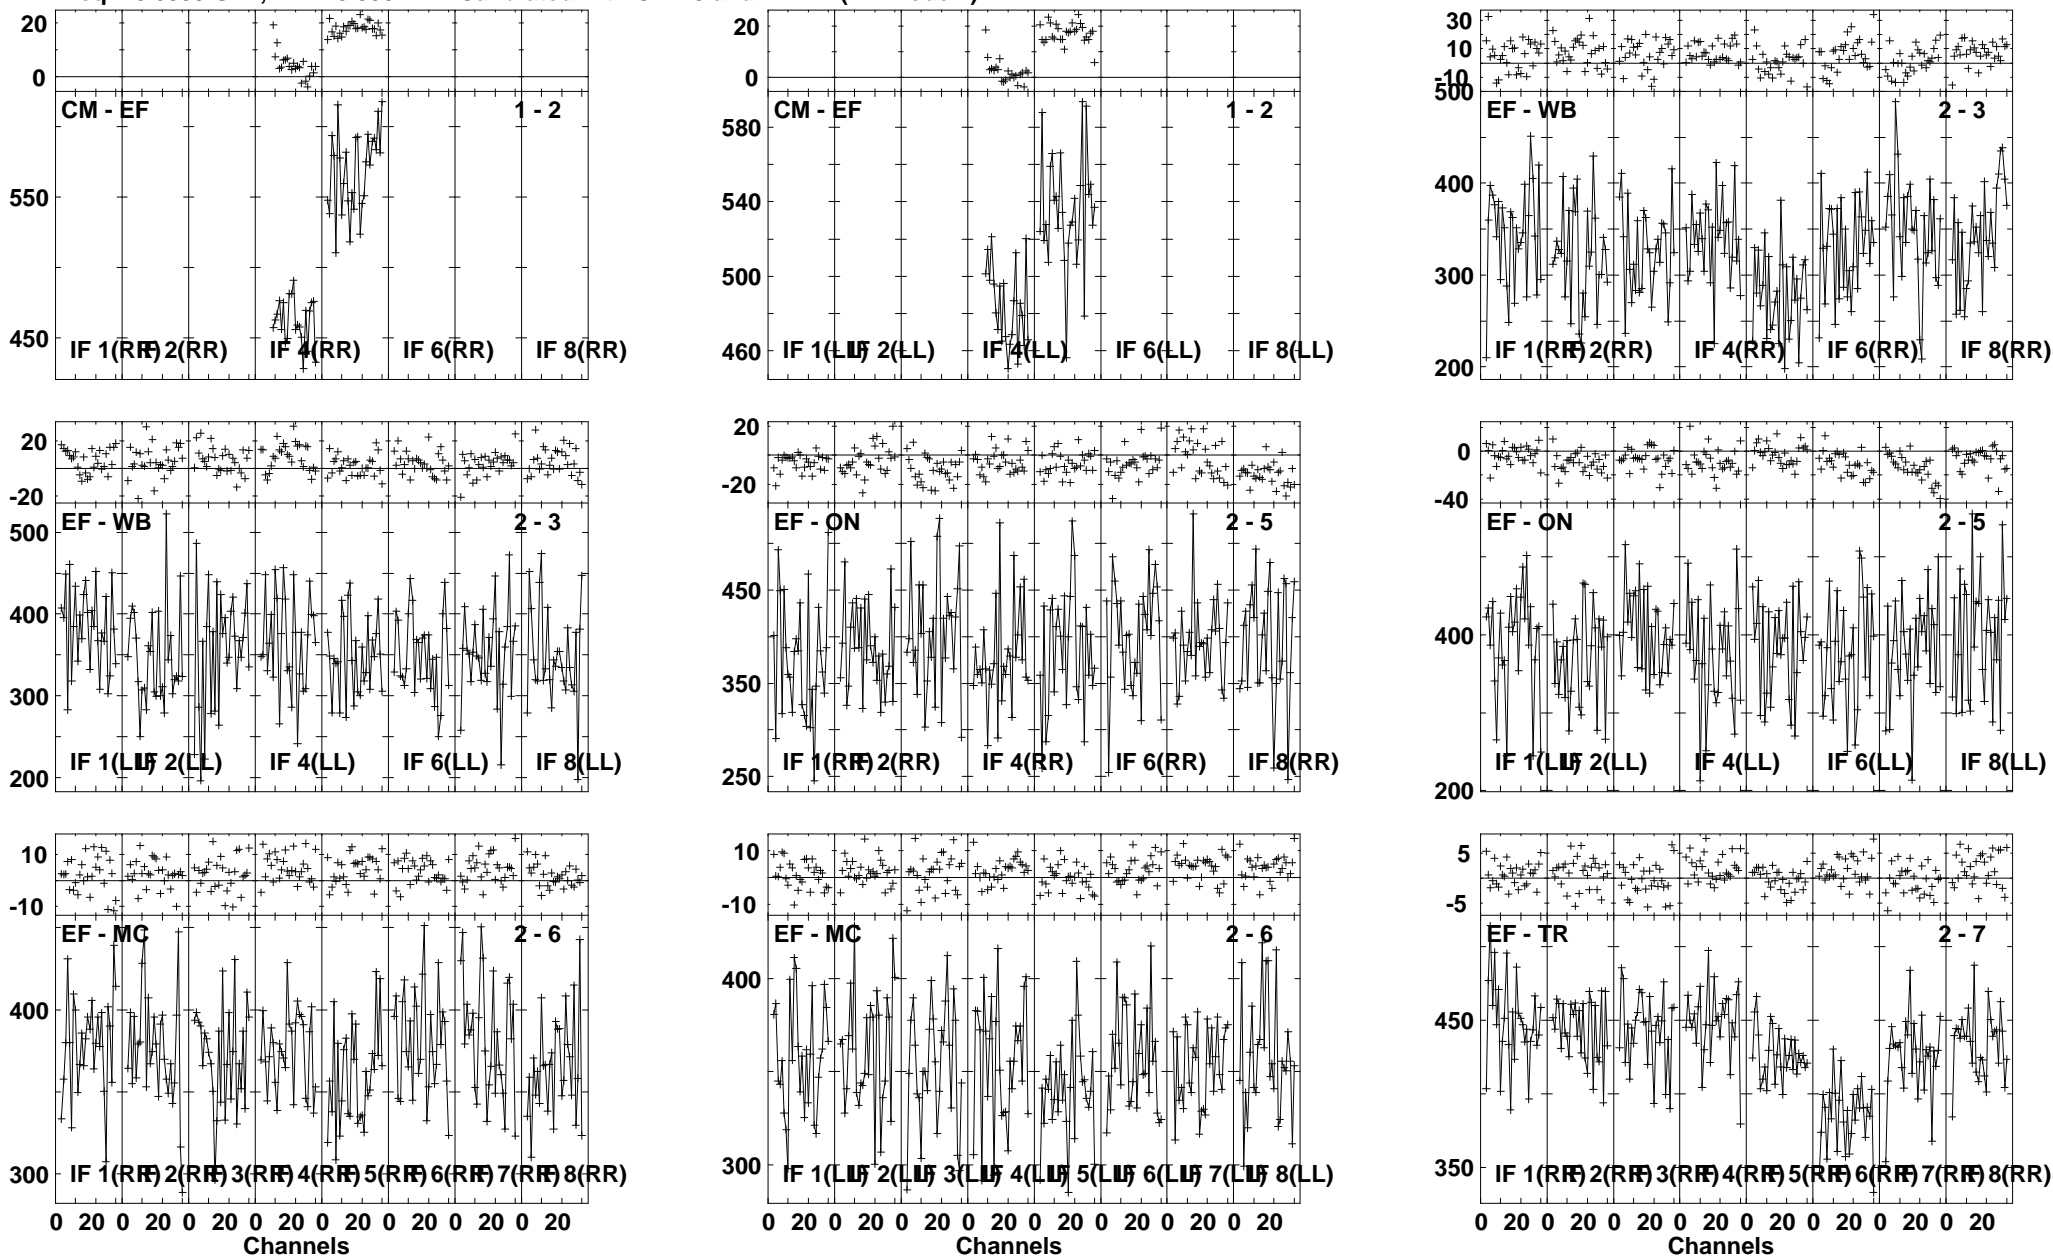 20
0
CM - EF 1 - 2
550
450
IF 1(RR) IF 2(RR) IF 4(RR) IF 6(RR) IF 8(RR)
20
0
CM - EF 1 - 2
580
540
500
460
IF 1(LL) IF 2(LL) IF 4(LL) IF 6(LL) IF 8(LL)
30
10
-10
500
EF - WB 2 - 3
400
300
200
IF 1(RR) IF 2(RR) IF 4(RR) IF 6(RR) IF 8(RR)
20
-20
EF - WB 2 - 3
500
400
300
200
IF 1(LL) IF 2(LL) IF 4(LL) IF 6(LL) IF 8(LL)
20
-20
EF - ON 2 - 5
450
350
250
IF 1(RR) IF 2(RR) IF 4(RR) IF 6(RR) IF 8(RR)
0
-40
EF - ON 2 - 5
400
200
IF 1(LL) IF 2(LL) IF 4(LL) IF 6(LL) IF 8(LL)
10
-10
EF - MC 2 - 6
400
300
IF 1(RR) IF 2(RR) IF 3(RR) IF 4(RR) IF 5(RR) IF 6(RR) IF 7(RR) IF 8(RR)
0 20 0 20 0 20 0 20 0 20 0 20 0 20 0 20
Channels
10
-10
EF - MC 2 - 6
400
300
IF 1(LL) IF 2(LL) IF 3(LL) IF 4(LL) IF 5(LL) IF 6(LL) IF 7(LL) IF 8(LL)
0 20 0 20 0 20 0 20 0 20 0 20 0 20 0 20
Channels
5
-5
EF - TR 2 - 7
450
350
IF 1(RR) IF 2(RR) IF 3(RR) IF 4(RR) IF 5(RR) IF 6(RR) IF 7(RR) IF 8(RR)
0 20 0 20 0 20 0 20 0 20 0 20 0 20 0 20
Channels